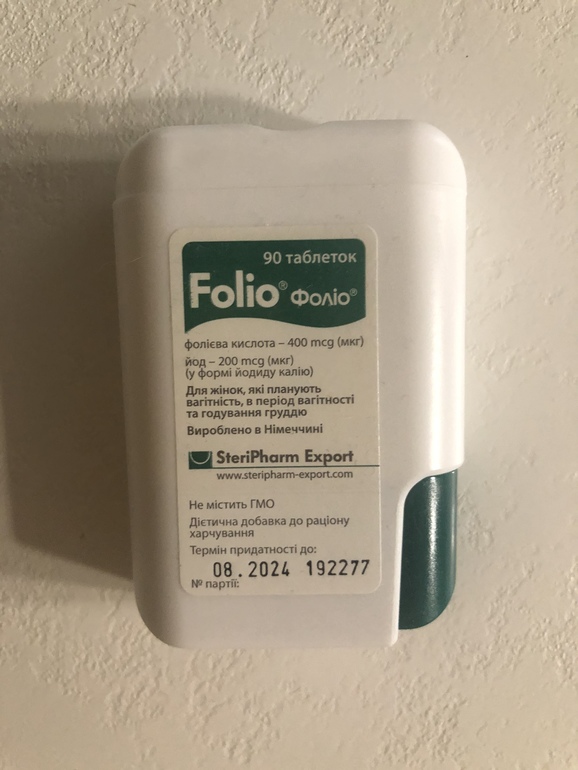 90 таблеток
Folio® Фоліо®
фолієва кислота – 400 mcg (мкг)
йод – 200 mcg (мкг)
(у формі йодиду калію)
Для жінок, які планують
вагітність, в період вагітності
та годування груддю
Вироблено в Німеччині
SteriPharm Export
www.steripharm-export.com
Не містить ГМО
Дієтична добавка до раціону
харчування
Термін придатності до:
08.2024 192277
№ партії: